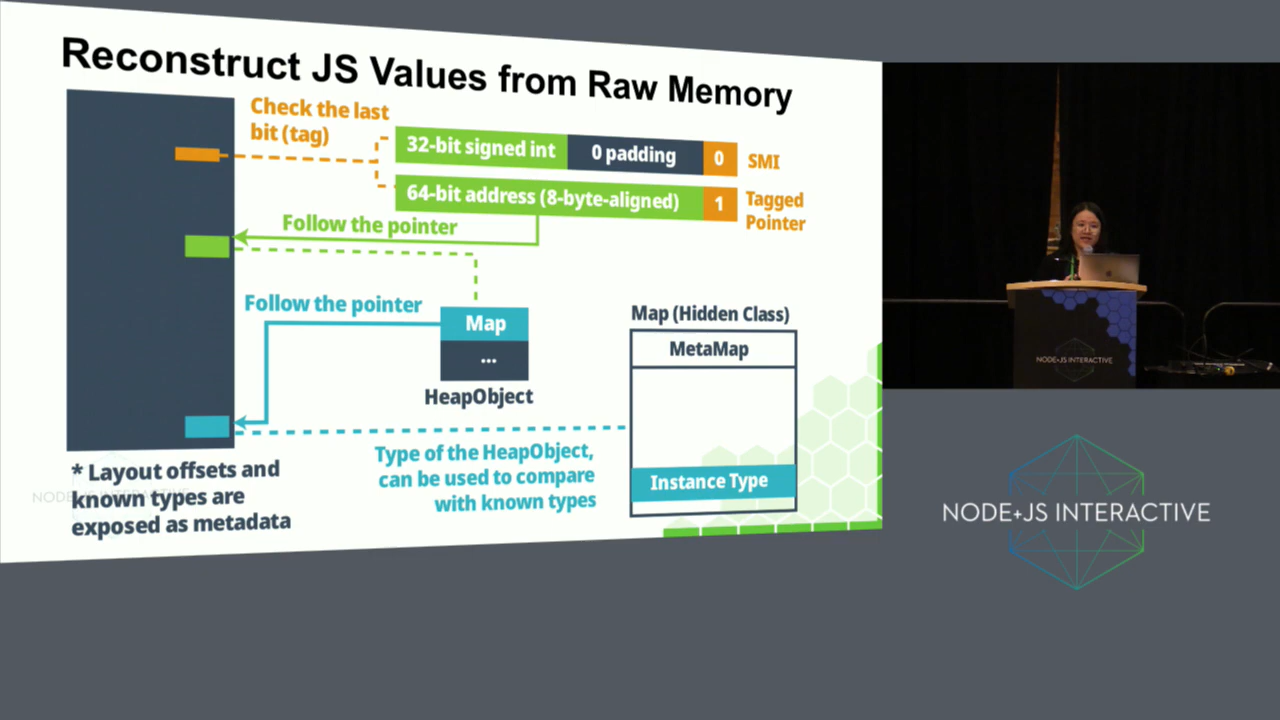 Reconstruct JS Values from Raw Memory
Check the last
bit (tag)
32-bit signed int
0 padding
0
SMI
64-bit address (8-byte-aligned)
1
Tagged
Pointer
Follow the pointer
Follow the pointer
Map
...
HeapObject
Map (Hidden Class)
MetaMap
Type of the HeapObject,
can be used to compare
with known types
Instance Type
* Layout offsets and
known types are
exposed as metadata
NODE+JS INTERACTIVE
NODE+JS INTERACTIVE